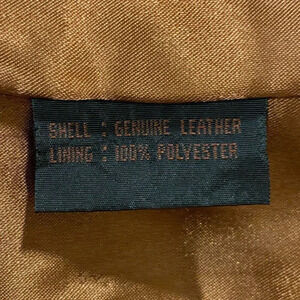 SHELL : GENUINE LEATHER
LINING : 100% POLYESTER